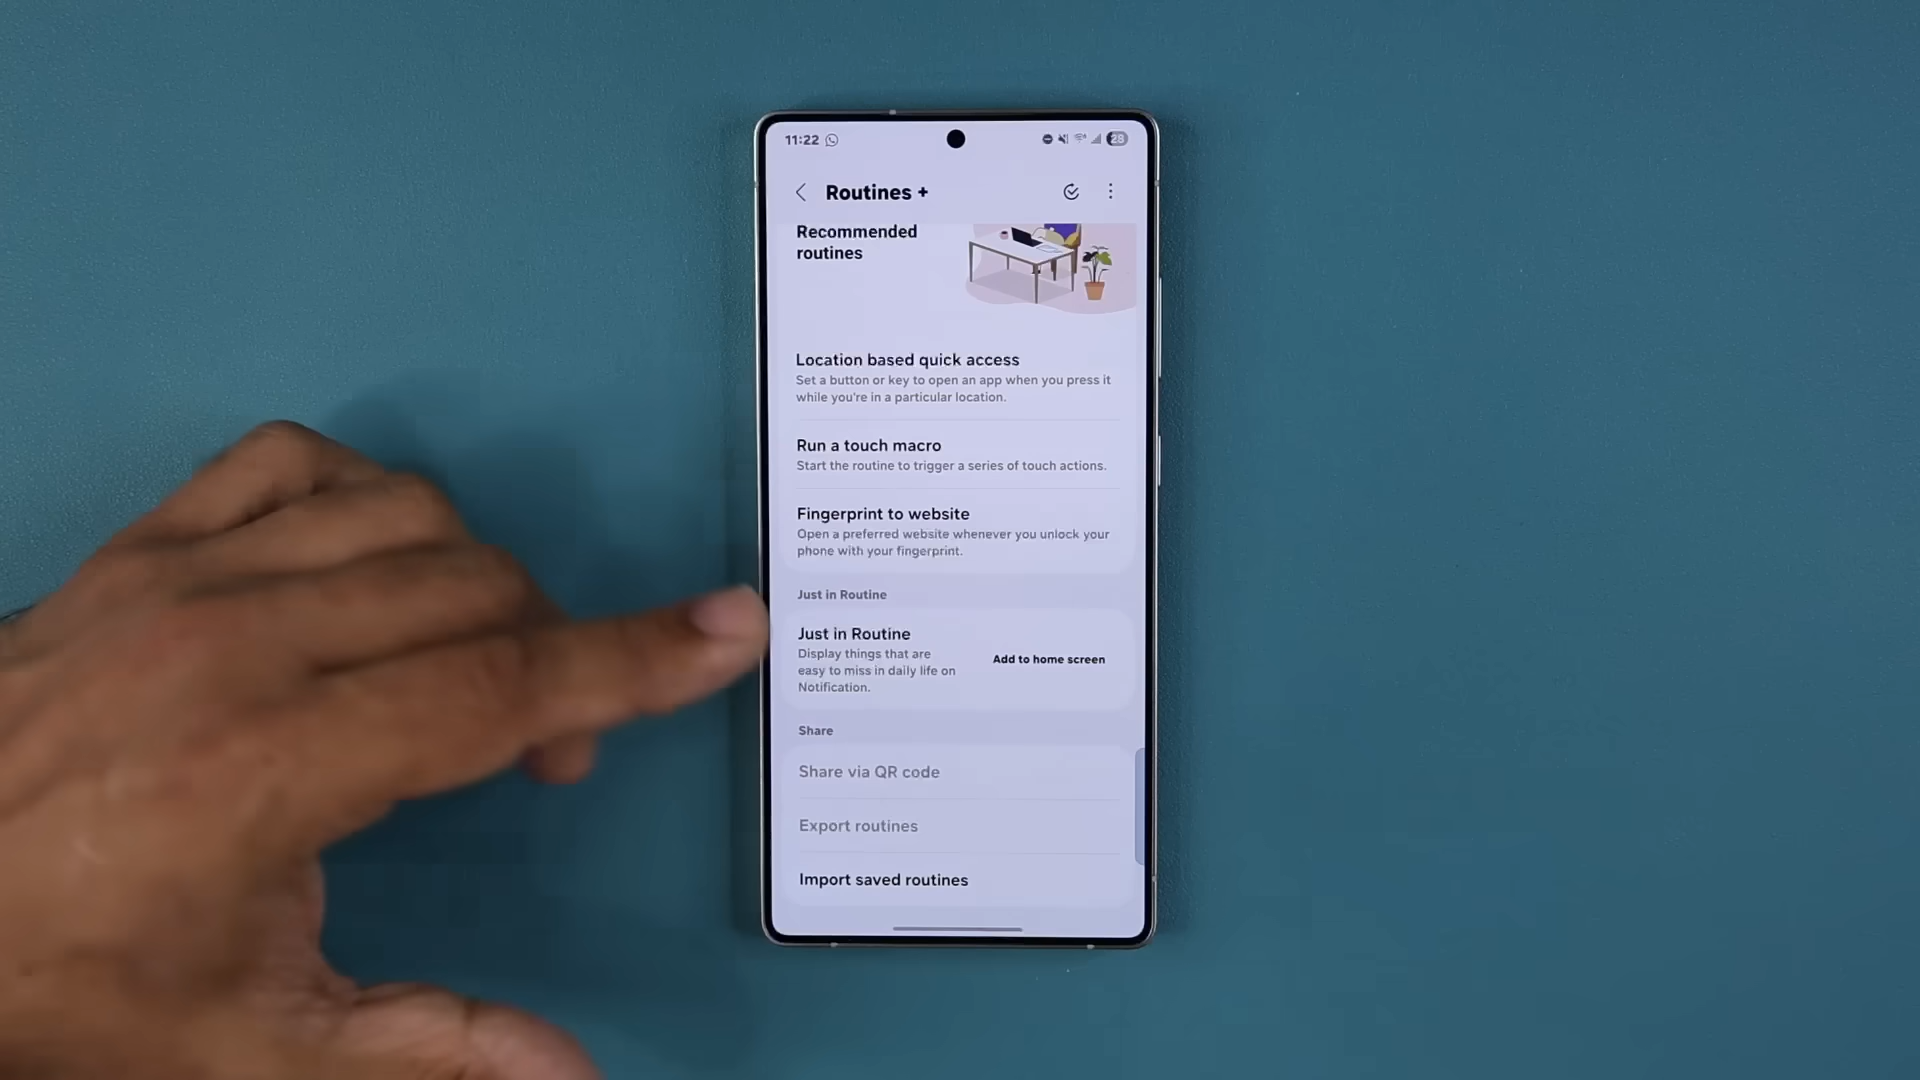 11:22
28
Routines +
Recommended
routines
Location based quick access
Set a button or key to open an app when you press it
while you're in a particular location.
Run a touch macro
Start the routine to trigger a series of touch actions.
Fingerprint to website
Open a preferred website whenever you unlock your
phone with your fingerprint.
Just in Routine
Just in Routine
Display things that are
easy to miss in daily life on
Notification.
Add to home screen
Share
Share via QR code
Export routines
Import saved routines